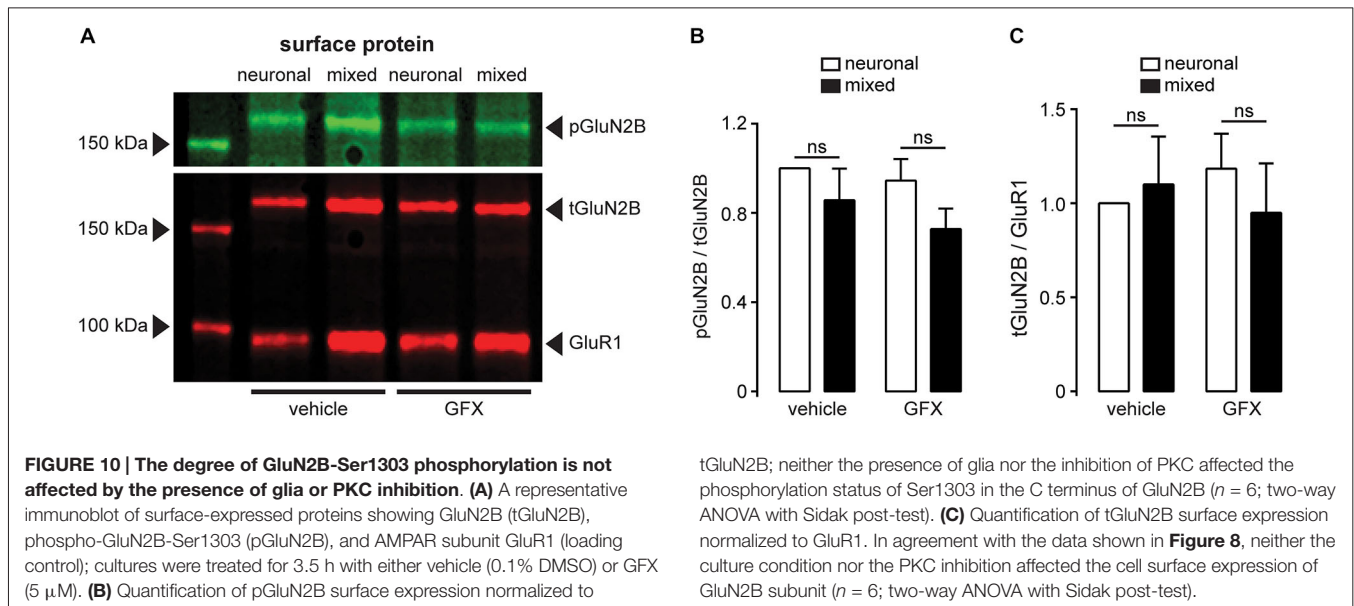 A
surface protein
neuronal mixed neuronal mixed
pGluN2B
150 kDa
tGluN2B
150 kDa
100 kDa
GluR1
vehicle GFX
B
neuronal
mixed
pGluN2B / tGluN2B
1.2
0.8
0.4
0
ns
ns
vehicle GFX
C
neuronal
mixed
tGluN2B / GluR1
1.5
1.0
0.5
0
ns
ns
vehicle GFX
FIGURE 10 | The degree of GluN2B-Ser1303 phosphorylation is not
affected by the presence of glia or PKC inhibition. (A) A representative
immunoblot of surface-expressed proteins showing GluN2B (tGluN2B),
phospho-GluN2B-Ser1303 (pGluN2B), and AMPAR subunit GluR1 (loading
control); cultures were treated for 3.5 h with either vehicle (0.1% DMSO) or GFX
(5 μM). (B) Quantification of pGluN2B surface expression normalized to
tGluN2B; neither the presence of glia nor the inhibition of PKC affected the
phosphorylation status of Ser1303 in the C terminus of GluN2B (n = 6; two-way
ANOVA with Sidak post-test). (C) Quantification of tGluN2B surface expression
normalized to GluR1. In agreement with the data shown in Figure 8, neither the
culture condition nor the PKC inhibition affected the cell surface expression of
GluN2B subunit (n = 6; two-way ANOVA with Sidak post-test).